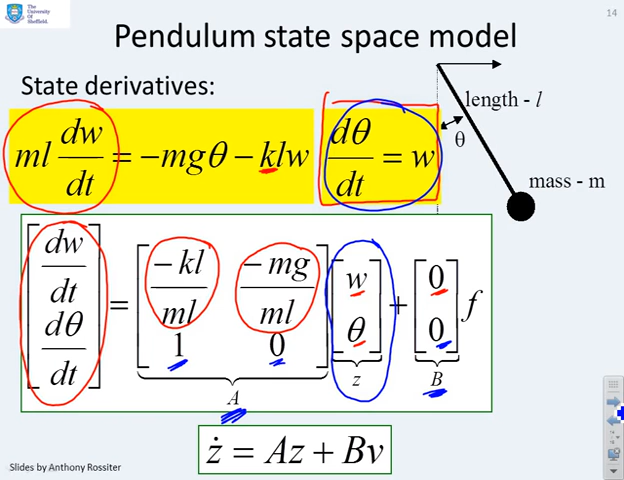 The
University
Of
Sheffield.
14
Pendulum state space model
State derivatives:
ml dw/dt = −mgθ − klw
dθ/dt = w
length - l
θ
mass - m
[dw/dt; dθ/dt] = [−kl/ml −mg/ml; 1 0] [w; θ] + [0; 0] f
A z B
ż = Az + Bv
Slides by Anthony Rossiter